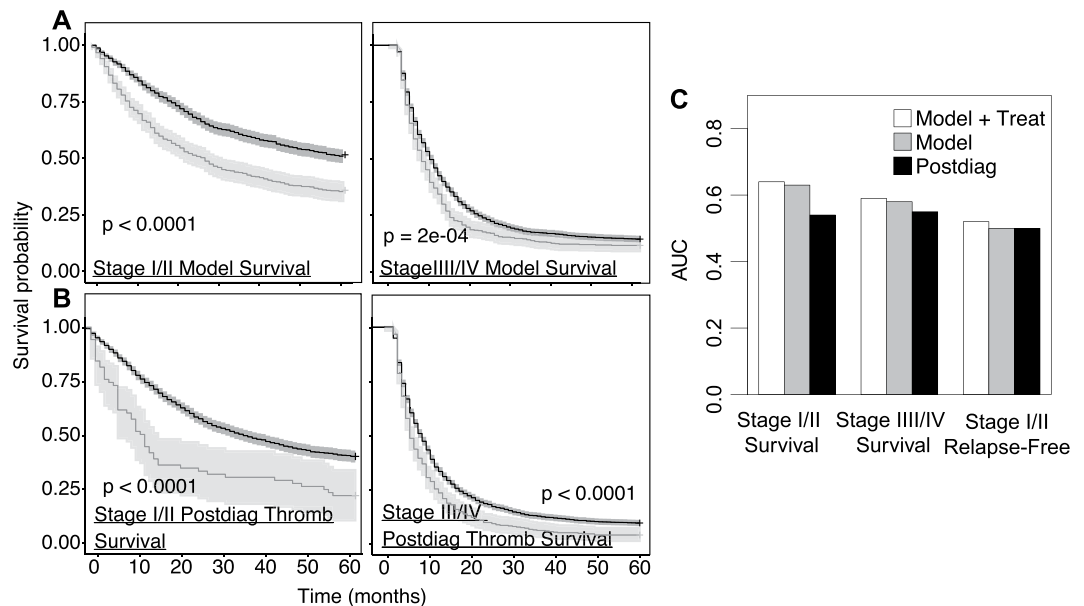 A
Survival probability
1.00
0.75
0.50
0.25
0.00
p < 0.0001
Stage I/II Model Survival
p = 2e-04
StageIIII/IV Model Survival
B
1.00
0.75
0.50
0.25
0.00
p < 0.0001
Stage I/II Postdiag Thromb
Survival
p < 0.0001
Stage III/IV
Postdiag Thromb Survival
0 10 20 30 40 50 60
0 10 20 30 40 50 60
Time (months)
C
AUC
0.8
0.6
0.4
0.2
0.0
Model + Treat
Model
Postdiag
Stage I/II
Survival
Stage IIII/IV
Survival
Stage I/II
Relapse-Free